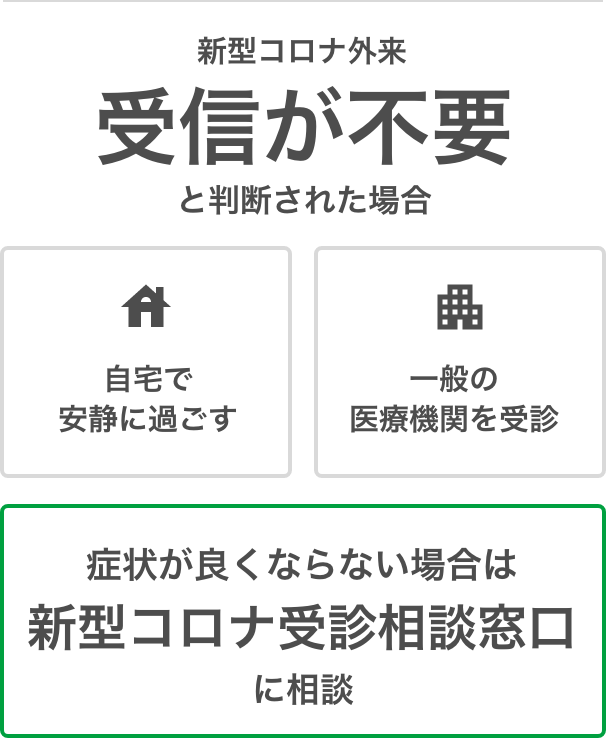 新型コロナ外来
受信が不要
と判断された場合
自宅で
安静に過ごす
一般の
医療機関を受診
症状が良くならない場合は
新型コロナ受診相談窓口
に相談